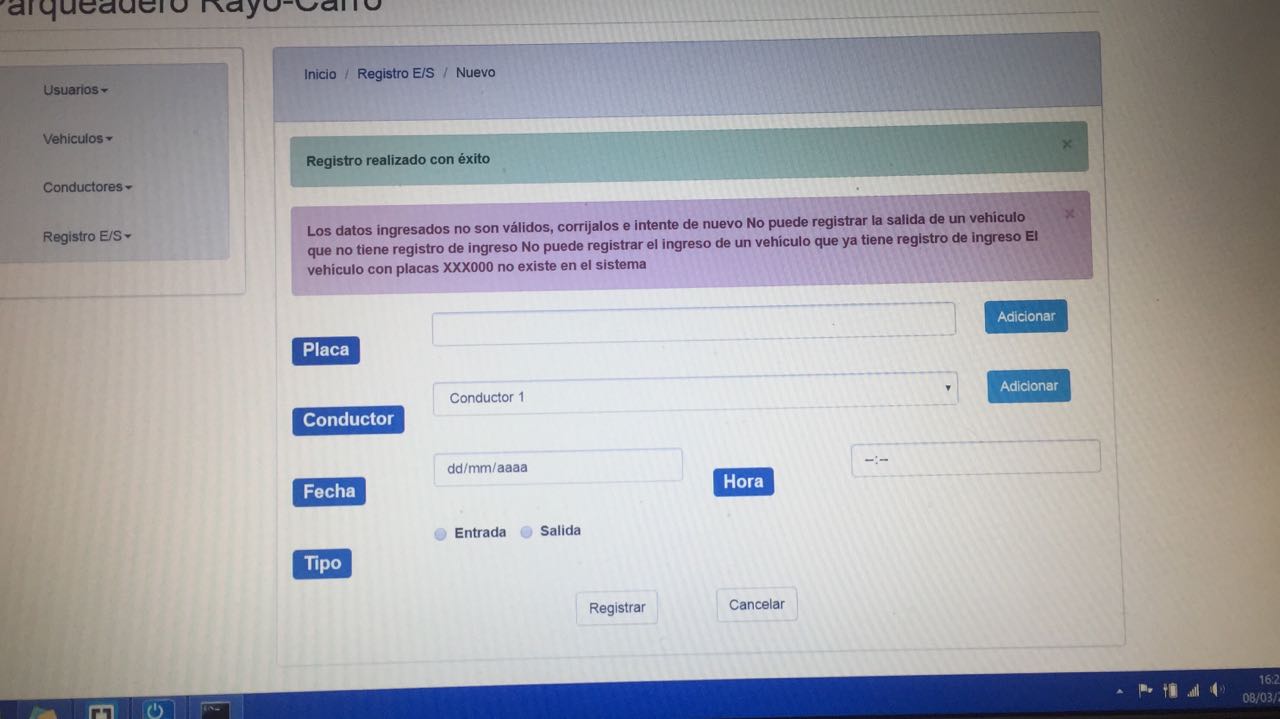 Parqueadero Rayo-Carro
Usuarios
Vehiculos
Conductores
Registro E/S
Inicio / Registro E/S / Nuevo
Registro realizado con éxito
×
Los datos ingresados no son válidos, corrijalos e intente de nuevo No puede registrar la salida de un vehículo
que no tiene registro de ingreso No puede registrar el ingreso de un vehículo que ya tiene registro de ingreso El
vehículo con placas XXX000 no existe en el sistema
×
Placa
Adicionar
Conductor
Conductor 1
Adicionar
Fecha
dd/mm/aaaa
Hora
--:--
Tipo
Entrada
Salida
Registrar
Cancelar
16:2
08/03/